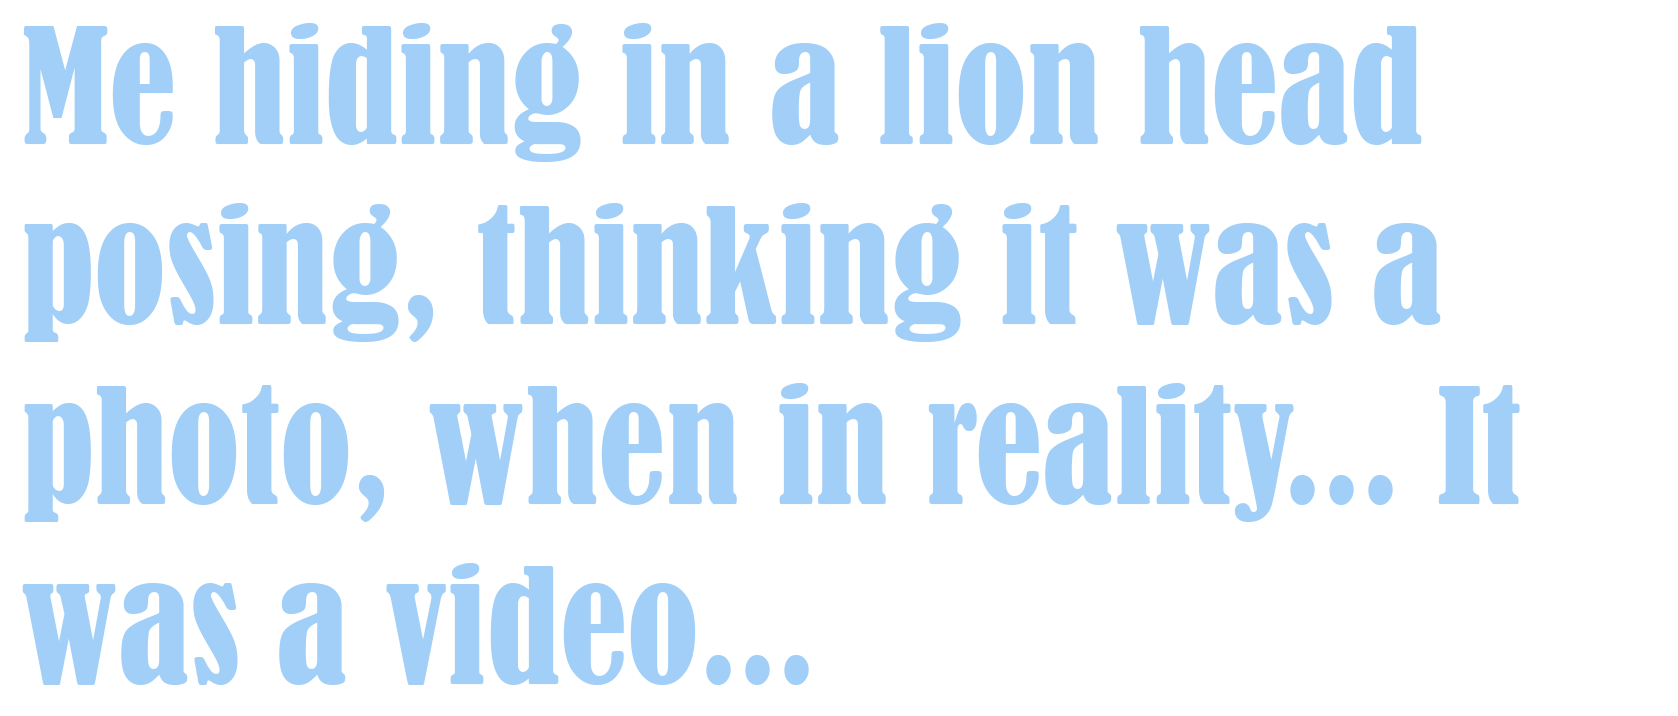 Me hiding in a lion head
posing, thinking it was a
photo, when in reality... It
was a video...